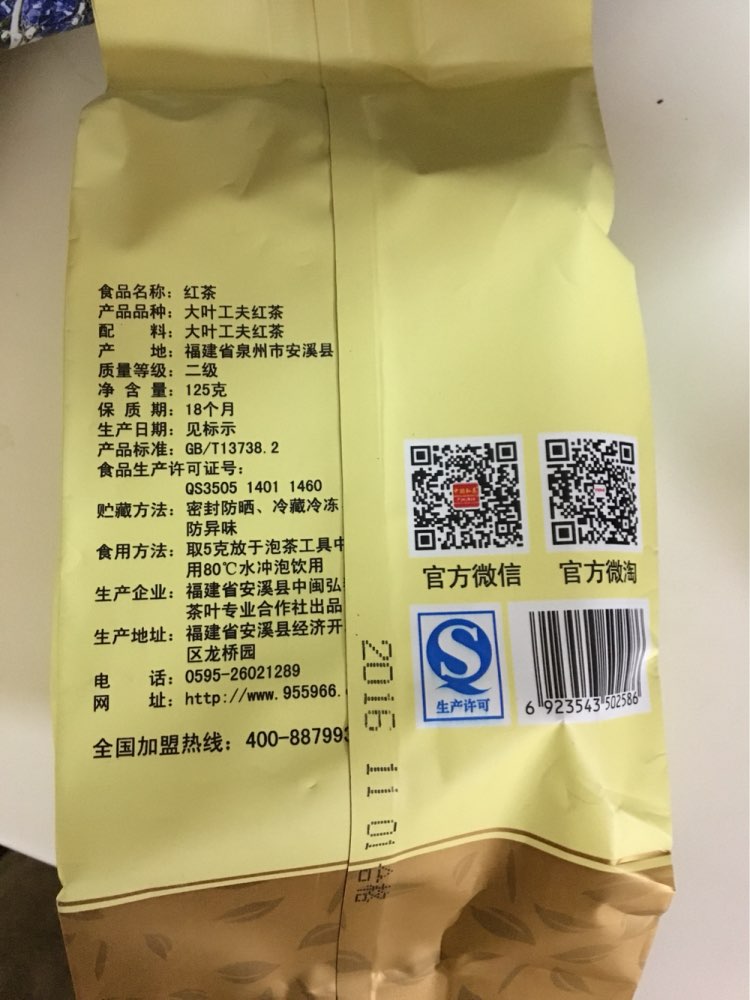 食品名称：红茶
产品品种：大叶工夫红茶
配　　料：大叶工夫红茶
产　　地：福建省泉州市安溪县
质量等级：二级
净 含 量：125克
保 质 期：18个月
生产日期：见标示
产品标准：GB/T13738.2
食品生产许可证号：
QS3505 1401 1460
贮藏方法：密封防晒、冷藏冷冻
防异味
食用方法：取5克放于泡茶工具中
用80℃水冲泡饮用
生产企业：福建省安溪县中闽弘
茶叶专业合作社出品
生产地址：福建省安溪县经济开
区龙桥园
电　　话：0595-26021289
网　　址：http://www.955966.
全国加盟热线：400-887993
官方微信
官方微淘
生产许可
6 923543 502586
2016 11 01 合格